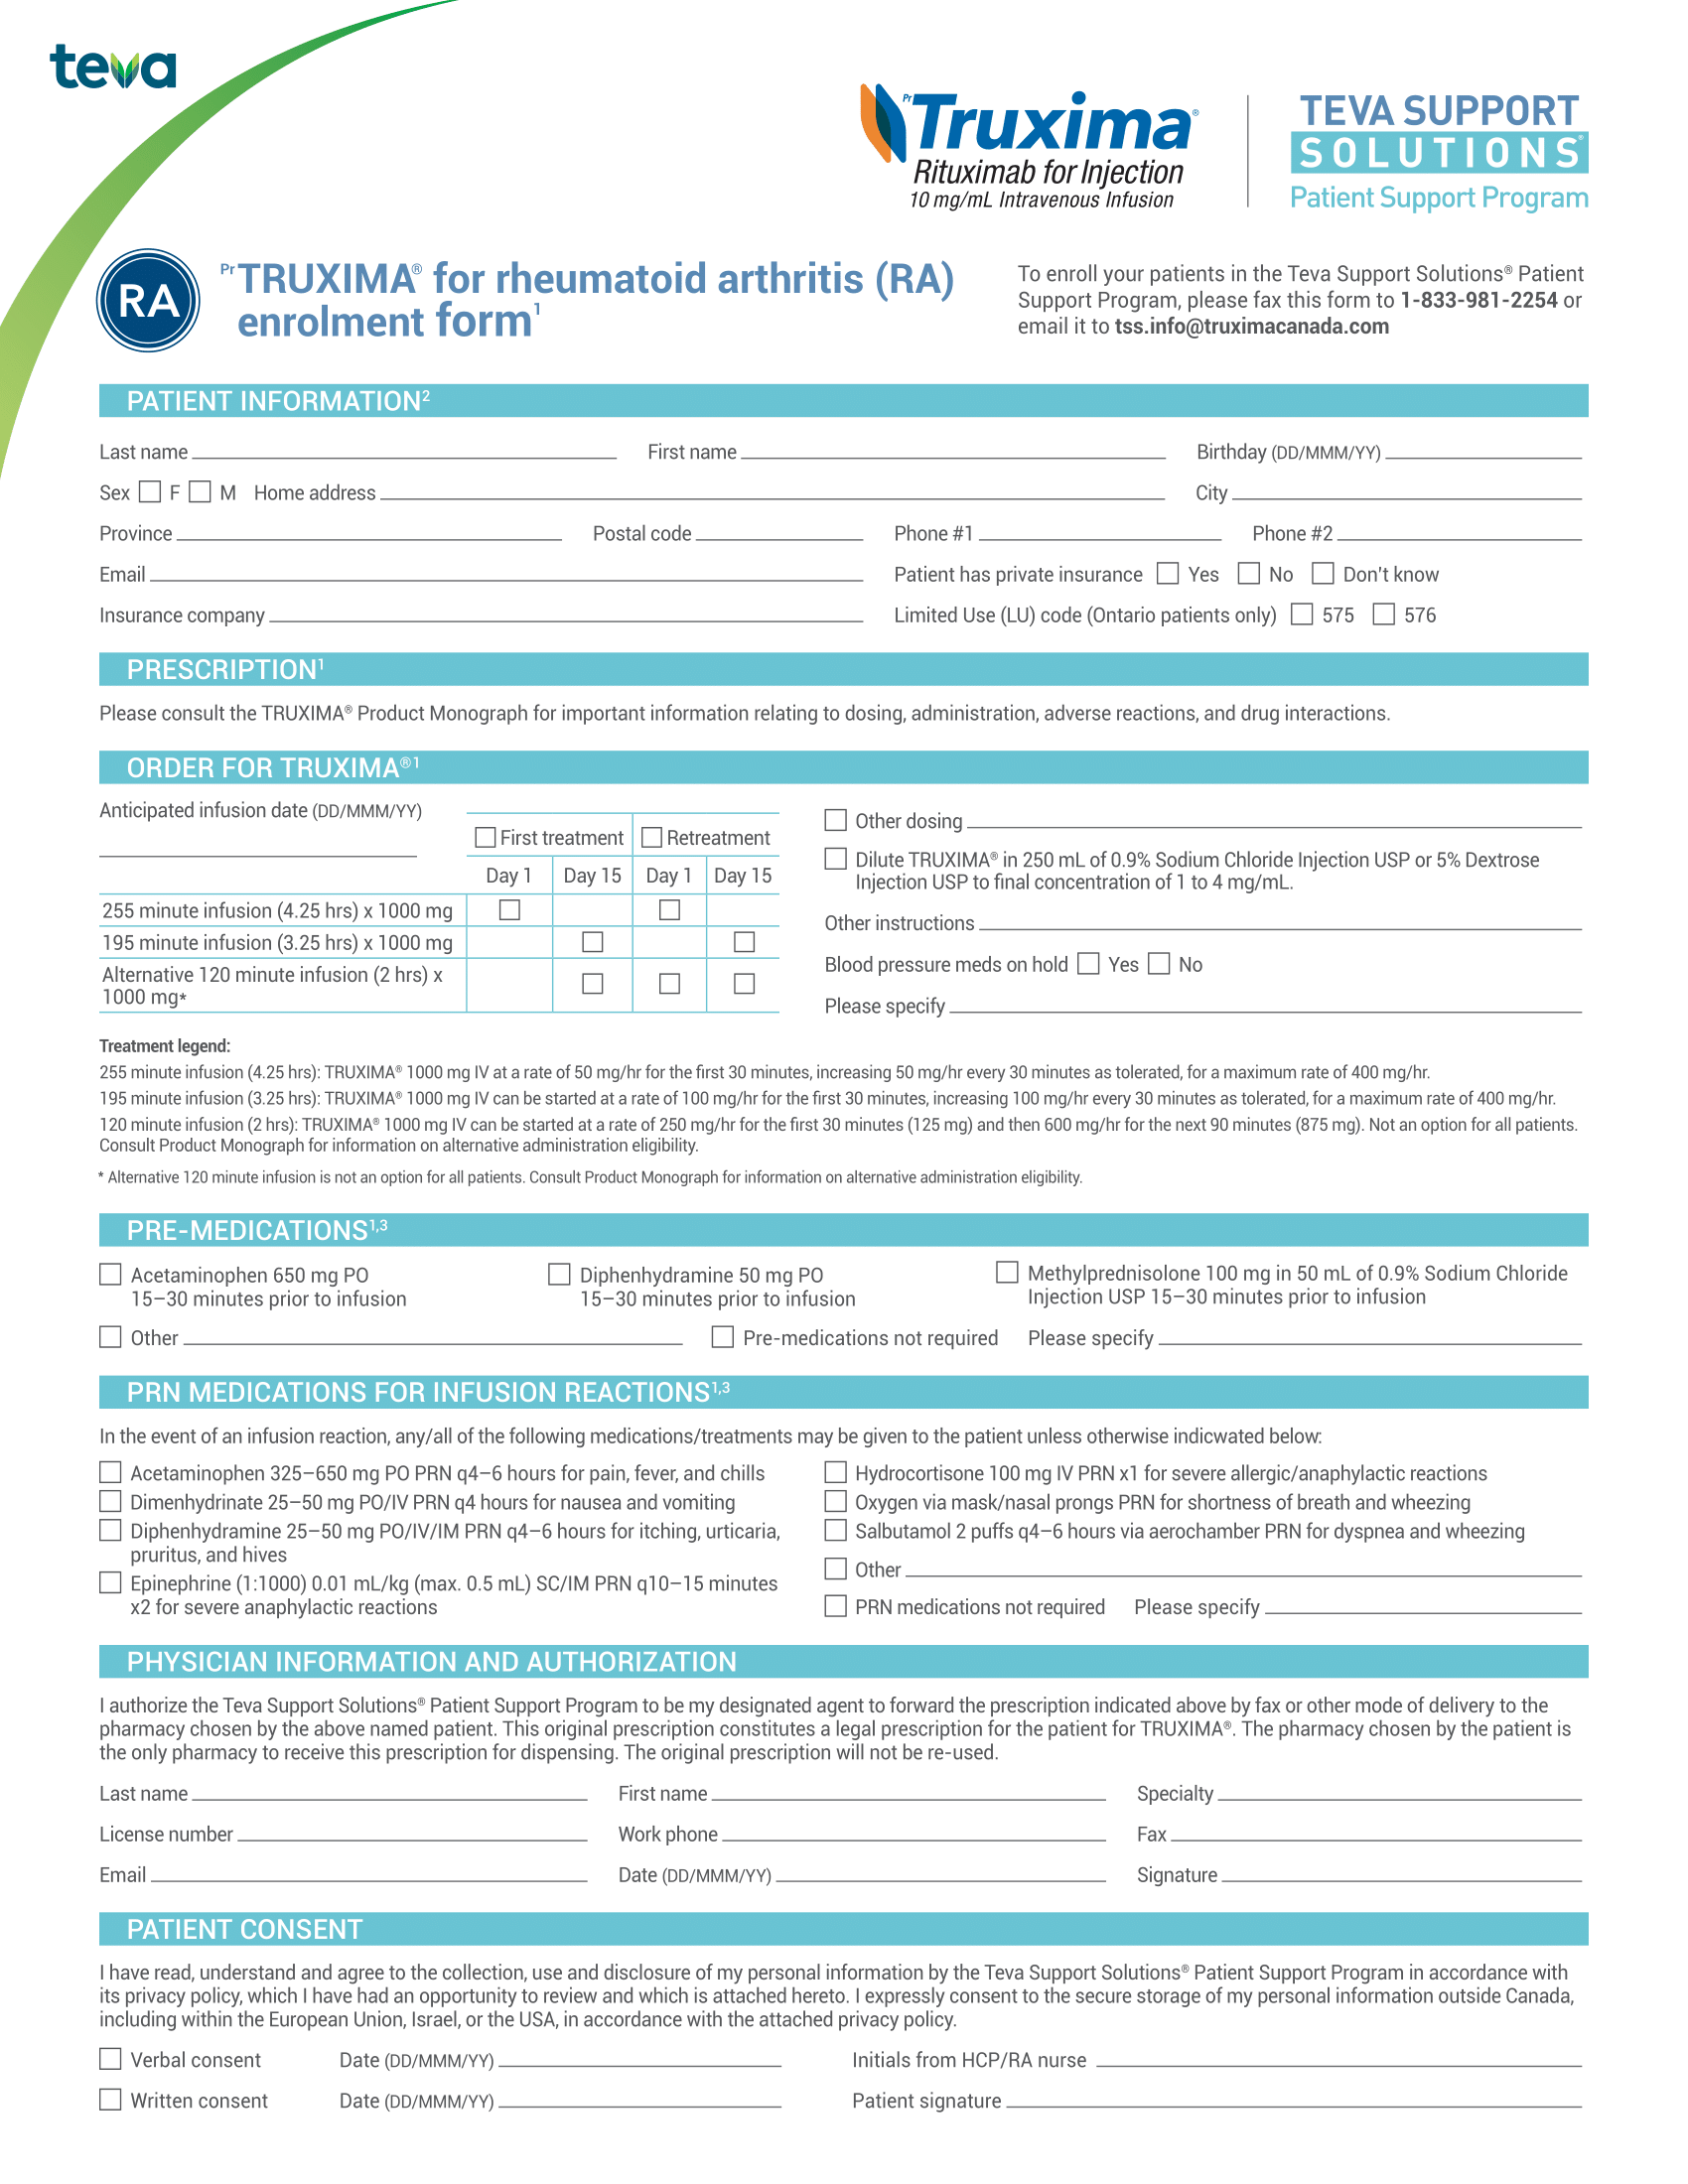 teva
Pr Truxima®
Rituximab for Injection
10 mg/mL Intravenous Infusion
TEVA SUPPORT
SOLUTIONS®
Patient Support Program
RA
PrTRUXIMA® for rheumatoid arthritis (RA)
enrolment form1
To enroll your patients in the Teva Support Solutions® Patient
Support Program, please fax this form to 1-833-981-2254 or
email it to tss.info@truximacanada.com
PATIENT INFORMATION2
Last name First name Birthday (DD/MMM/YY)
Sex F M Home address City
Province Postal code Phone #1 Phone #2
Email Patient has private insurance Yes No Don't know
Insurance company Limited Use (LU) code (Ontario patients only) 575 576
PRESCRIPTION1
Please consult the TRUXIMA® Product Monograph for important information relating to dosing, administration, adverse reactions, and drug interactions.
ORDER FOR TRUXIMA®1
Anticipated infusion date (DD/MMM/YY)
First treatment Retreatment
Day 1 Day 15 Day 1 Day 15
255 minute infusion (4.25 hrs) x 1000 mg
195 minute infusion (3.25 hrs) x 1000 mg
Alternative 120 minute infusion (2 hrs) x
1000 mg*
Other dosing
Dilute TRUXIMA® in 250 mL of 0.9% Sodium Chloride Injection USP or 5% Dextrose
Injection USP to final concentration of 1 to 4 mg/mL.
Other instructions
Blood pressure meds on hold Yes No
Please specify
Treatment legend:
255 minute infusion (4.25 hrs): TRUXIMA® 1000 mg IV at a rate of 50 mg/hr for the first 30 minutes, increasing 50 mg/hr every 30 minutes as tolerated, for a maximum rate of 400 mg/hr.
195 minute infusion (3.25 hrs): TRUXIMA® 1000 mg IV can be started at a rate of 100 mg/hr for the first 30 minutes, increasing 100 mg/hr every 30 minutes as tolerated, for a maximum rate of 400 mg/hr.
120 minute infusion (2 hrs): TRUXIMA® 1000 mg IV can be started at a rate of 250 mg/hr for the first 30 minutes (125 mg) and then 600 mg/hr for the next 90 minutes (875 mg). Not an option for all patients.
Consult Product Monograph for information on alternative administration eligibility.
* Alternative 120 minute infusion is not an option for all patients. Consult Product Monograph for information on alternative administration eligibility.
PRE-MEDICATIONS1,3
Acetaminophen 650 mg PO
15–30 minutes prior to infusion
Diphenhydramine 50 mg PO
15–30 minutes prior to infusion
Methylprednisolone 100 mg in 50 mL of 0.9% Sodium Chloride
Injection USP 15–30 minutes prior to infusion
Other Pre-medications not required Please specify
PRN MEDICATIONS FOR INFUSION REACTIONS1,3
In the event of an infusion reaction, any/all of the following medications/treatments may be given to the patient unless otherwise indicwated below:
Acetaminophen 325–650 mg PO PRN q4–6 hours for pain, fever, and chills
Dimenhydrinate 25–50 mg PO/IV PRN q4 hours for nausea and vomiting
Diphenhydramine 25–50 mg PO/IV/IM PRN q4–6 hours for itching, urticaria,
pruritus, and hives
Epinephrine (1:1000) 0.01 mL/kg (max. 0.5 mL) SC/IM PRN q10–15 minutes
x2 for severe anaphylactic reactions
Hydrocortisone 100 mg IV PRN x1 for severe allergic/anaphylactic reactions
Oxygen via mask/nasal prongs PRN for shortness of breath and wheezing
Salbutamol 2 puffs q4–6 hours via aerochamber PRN for dyspnea and wheezing
Other
PRN medications not required Please specify
PHYSICIAN INFORMATION AND AUTHORIZATION
I authorize the Teva Support Solutions® Patient Support Program to be my designated agent to forward the prescription indicated above by fax or other mode of delivery to the
pharmacy chosen by the above named patient. This original prescription constitutes a legal prescription for the patient for TRUXIMA®. The pharmacy chosen by the patient is
the only pharmacy to receive this prescription for dispensing. The original prescription will not be re-used.
Last name First name Specialty
License number Work phone Fax
Email Date (DD/MMM/YY) Signature
PATIENT CONSENT
I have read, understand and agree to the collection, use and disclosure of my personal information by the Teva Support Solutions® Patient Support Program in accordance with
its privacy policy, which I have had an opportunity to review and which is attached hereto. I expressly consent to the secure storage of my personal information outside Canada,
including within the European Union, Israel, or the USA, in accordance with the attached privacy policy.
Verbal consent Date (DD/MMM/YY) Initials from HCP/RA nurse
Written consent Date (DD/MMM/YY) Patient signature